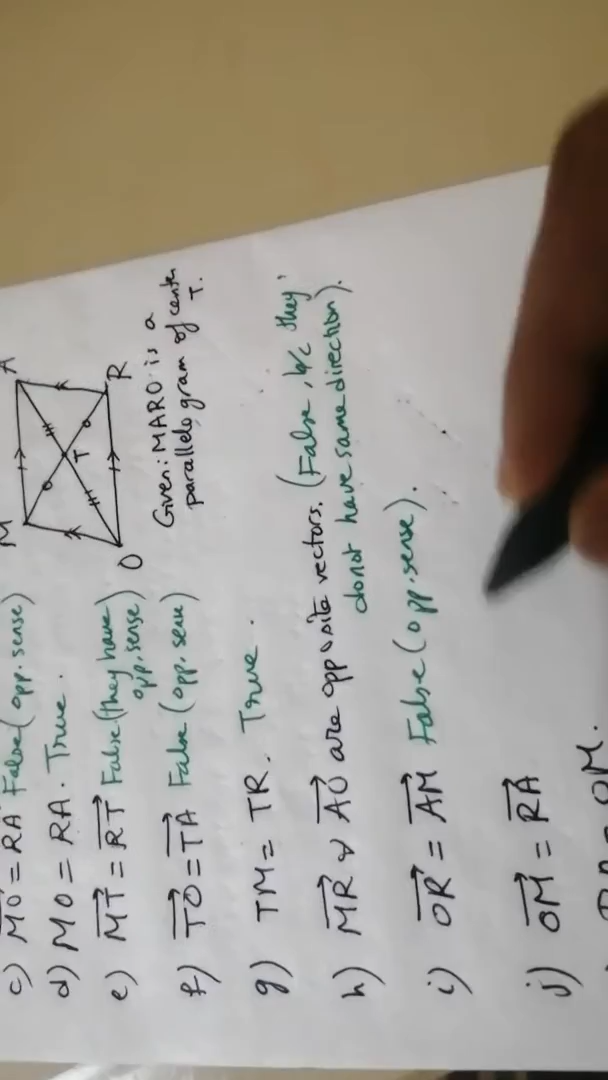 c) MO = RA False (opp. sense)
d) MO = RA. True.
e) MT = RT False (they have
opp. sense)
f) TO = TA False (opp. sense)
g) TM = TR. True.
h) MR & AO are opposite vectors. (False, b/c they
do not have same direction).
i) OR = AM False (opp. sense).
j) OM = RA
M
A
T
R
O
Given: MARO is a
parallelogram of center
T.